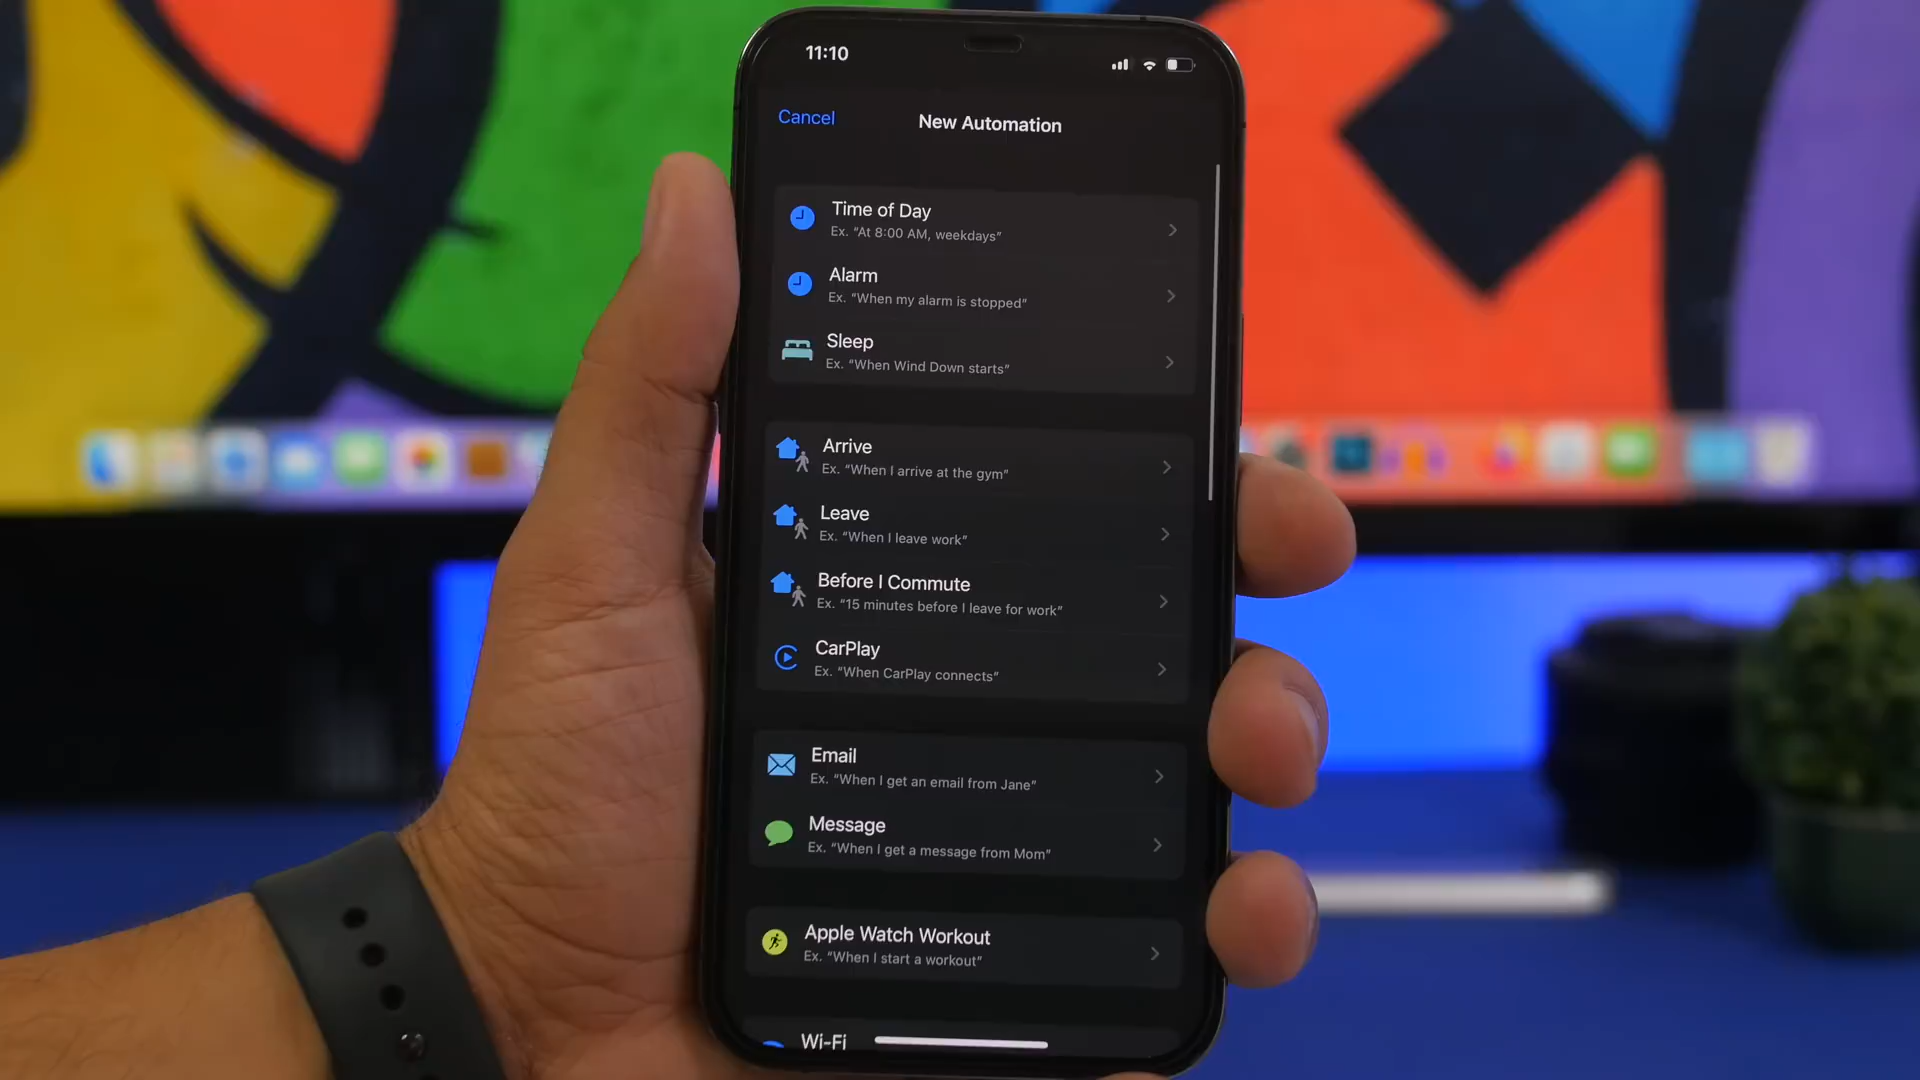 11:10
Cancel
New Automation
Time of Day
Ex. “At 8:00 AM, weekdays”
Alarm
Ex. “When my alarm is stopped”
Sleep
Ex. “When Wind Down starts”
Arrive
Ex. “When I arrive at the gym”
Leave
Ex. “When I leave work”
Before I Commute
Ex. “15 minutes before I leave for work”
CarPlay
Ex. “When CarPlay connects”
Email
Ex. “When I get an email from Jane”
Message
Ex. “When I get a message from Mom”
Apple Watch Workout
Ex. “When I start a workout”
Wi-Fi